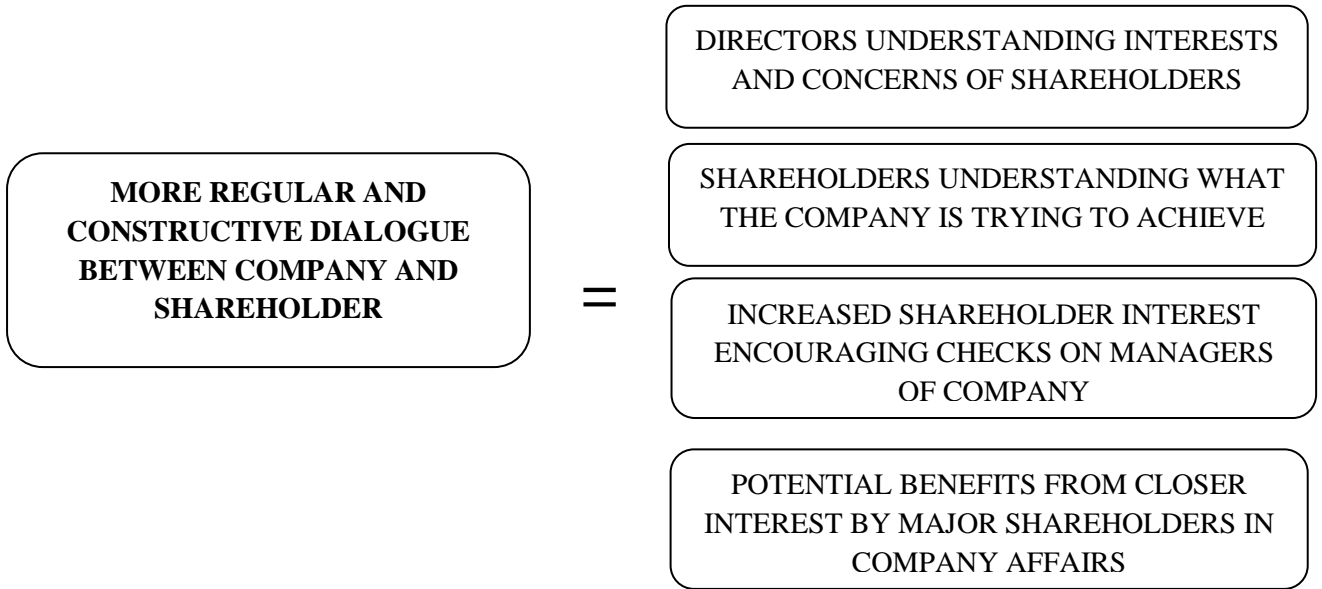 MORE REGULAR AND
CONSTRUCTIVE DIALOGUE
BETWEEN COMPANY AND
SHAREHOLDER
=
DIRECTORS UNDERSTANDING INTERESTS
AND CONCERNS OF SHAREHOLDERS
SHAREHOLDERS UNDERSTANDING WHAT
THE COMPANY IS TRYING TO ACHIEVE
INCREASED SHAREHOLDER INTEREST
ENCOURAGING CHECKS ON MANAGERS
OF COMPANY
POTENTIAL BENEFITS FROM CLOSER
INTEREST BY MAJOR SHAREHOLDERS IN
COMPANY AFFAIRS